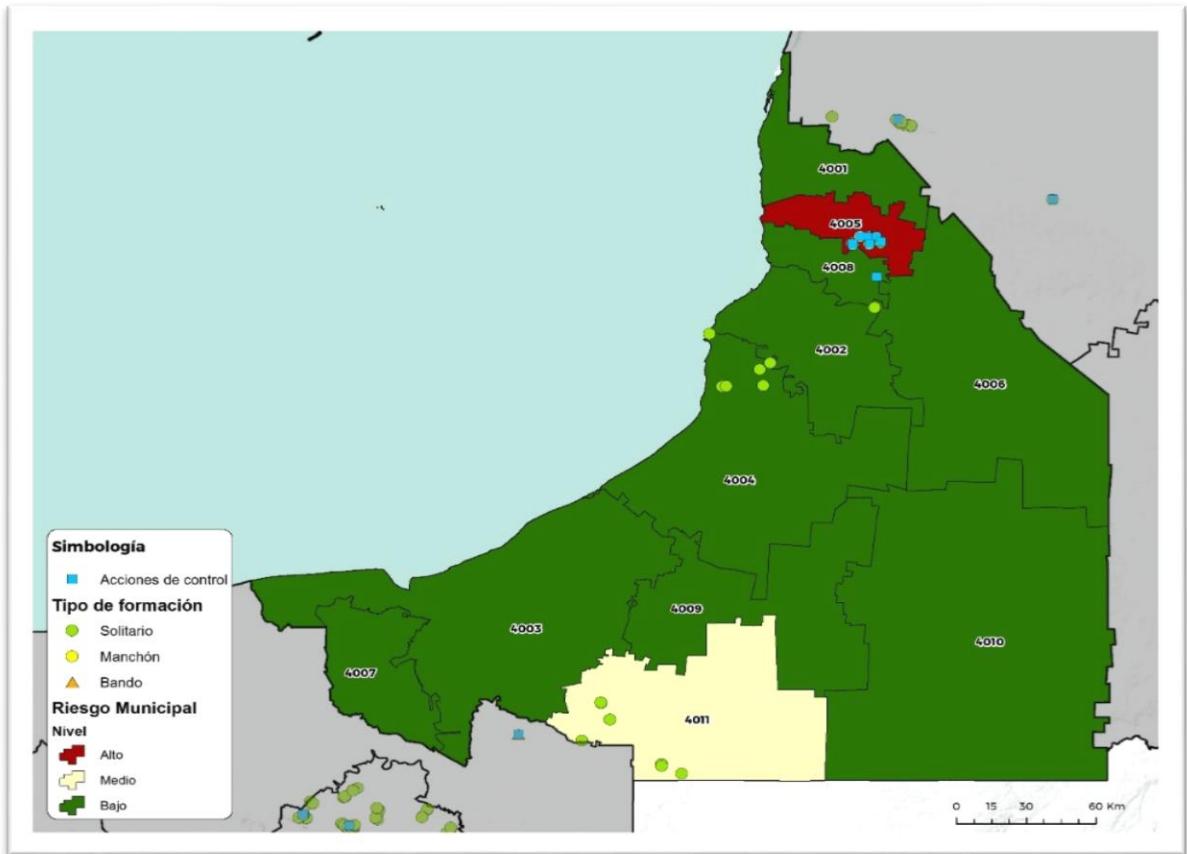 4001
4005
4008
4002
4006
4004
4009
4003
4007
4010
4011
Simbología
Acciones de control
Tipo de formación
Solitario
Manchón
Bando
Riesgo Municipal
Nivel
Alto
Medio
Bajo
0 15 30 60 Km